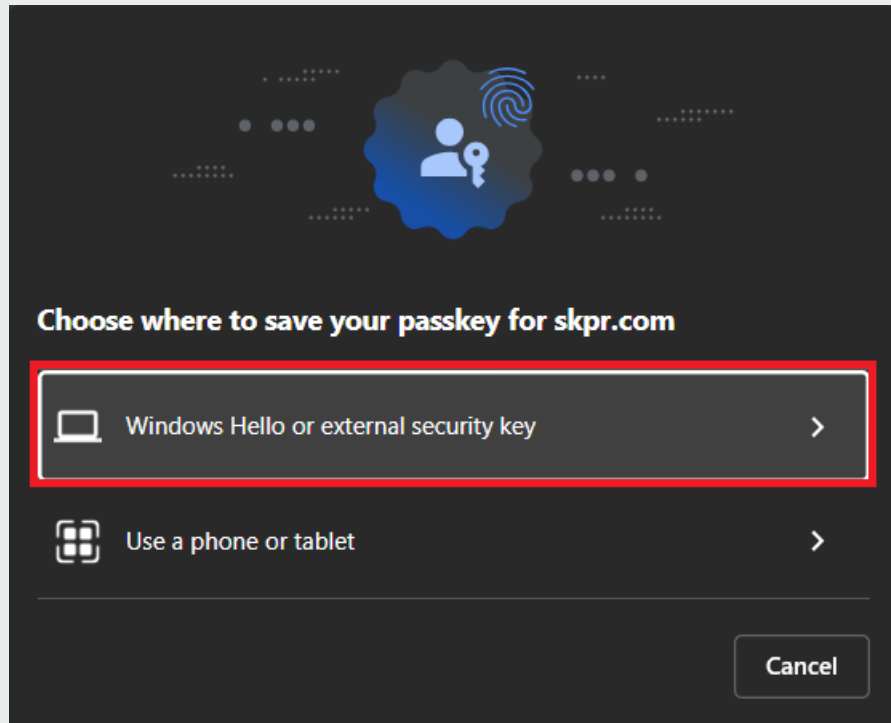 Choose where to save your passkey for skpr.com
Windows Hello or external security key
Use a phone or tablet
Cancel